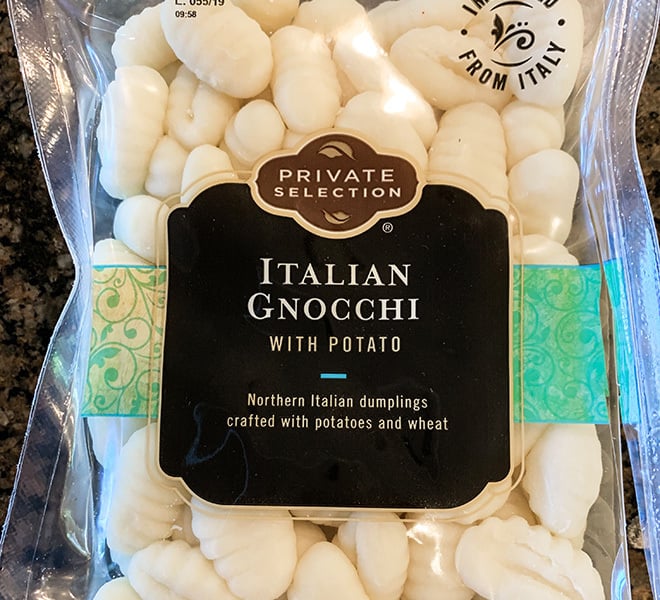 L. 055/19
09:58
FROM ITALY
PRIVATE
SELECTION
®
ITALIAN
GNOCCHI
WITH POTATO
Northern Italian dumplings
crafted with potatoes and wheat